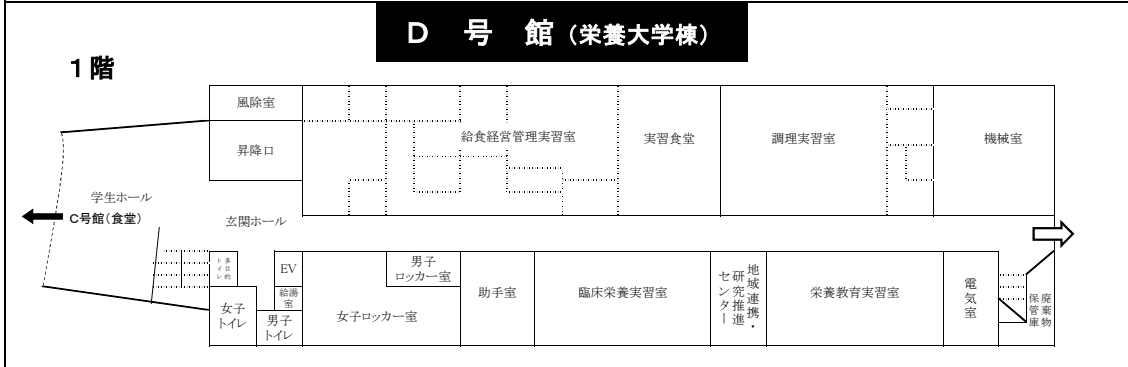 D 号 館（栄養大学棟）
1階
風除室
昇降口
給食経営管理実習室
実習食堂
調理実習室
機械室
学生ホール
C号館（食堂）
玄関ホール
多目的
トイレ
女子
トイレ
EV
給湯
室
男子
トイレ
男子
ロッカー室
女子ロッカー室
助手室
臨床栄養実習室
地域連携・
研究推進
センター
栄養教育実習室
電気室
廃棄物
保管庫